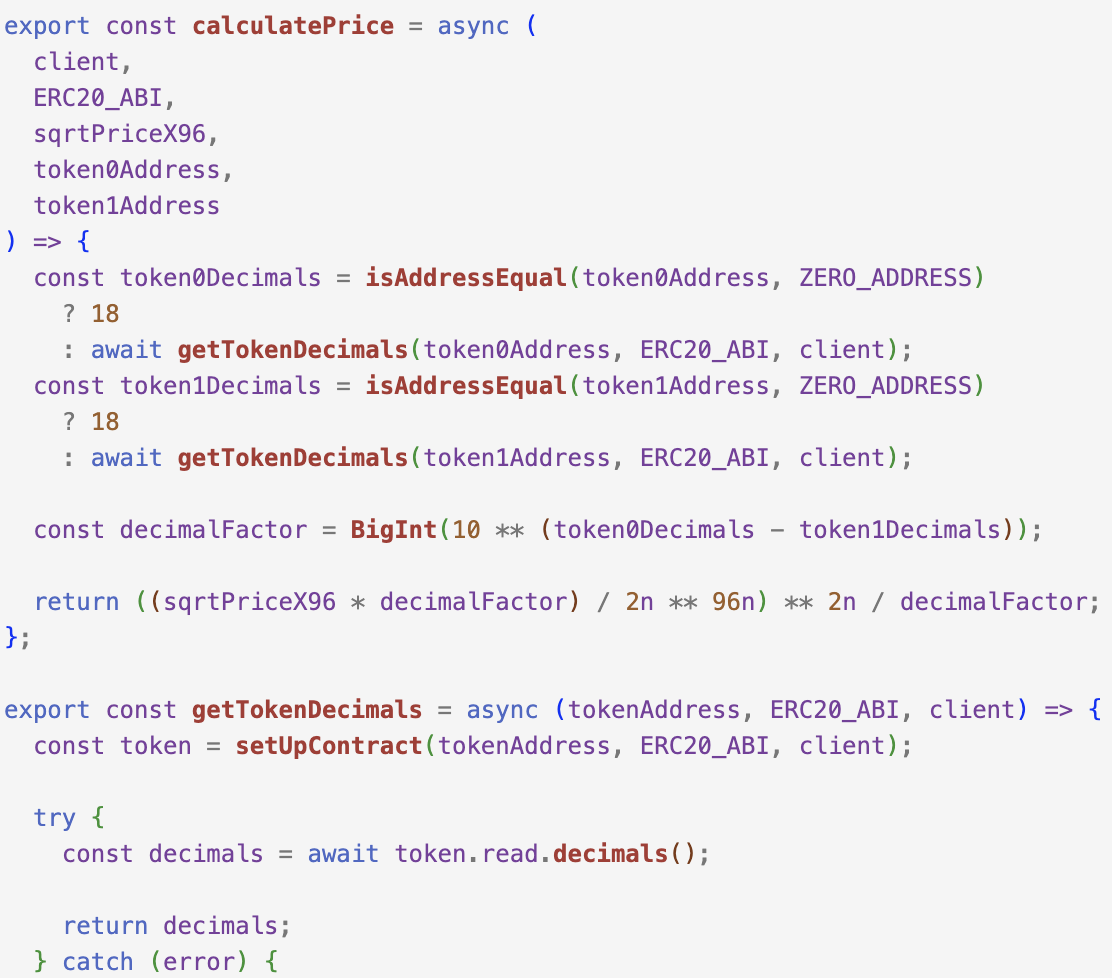 export const calculatePrice = async (
  client,
  ERC20_ABI,
  sqrtPriceX96,
  token0Address,
  token1Address
) => {
  const token0Decimals = isAddressEqual(token0Address, ZERO_ADDRESS)
    ? 18
    : await getTokenDecimals(token0Address, ERC20_ABI, client);
  const token1Decimals = isAddressEqual(token1Address, ZERO_ADDRESS)
    ? 18
    : await getTokenDecimals(token1Address, ERC20_ABI, client);

  const decimalFactor = BigInt(10 ** (token0Decimals - token1Decimals));

  return ((sqrtPriceX96 * decimalFactor) / 2n ** 96n) ** 2n / decimalFactor;
};

export const getTokenDecimals = async (tokenAddress, ERC20_ABI, client) => {
  const token = setUpContract(tokenAddress, ERC20_ABI, client);

  try {
    const decimals = await token.read.decimals();

    return decimals;
  } catch (error) {